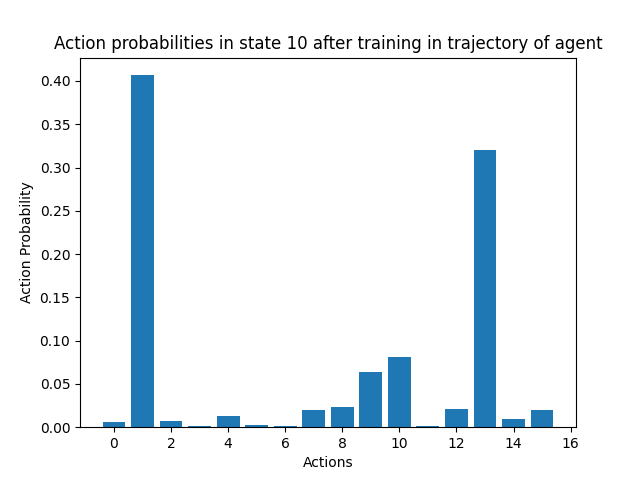 Action probabilities in state 10 after training in trajectory of agent
0.40
0.35
0.30
0.25
0.20
0.15
0.10
0.05
0.00
Action Probability
0 2 4 6 8 10 12 14 16
Actions